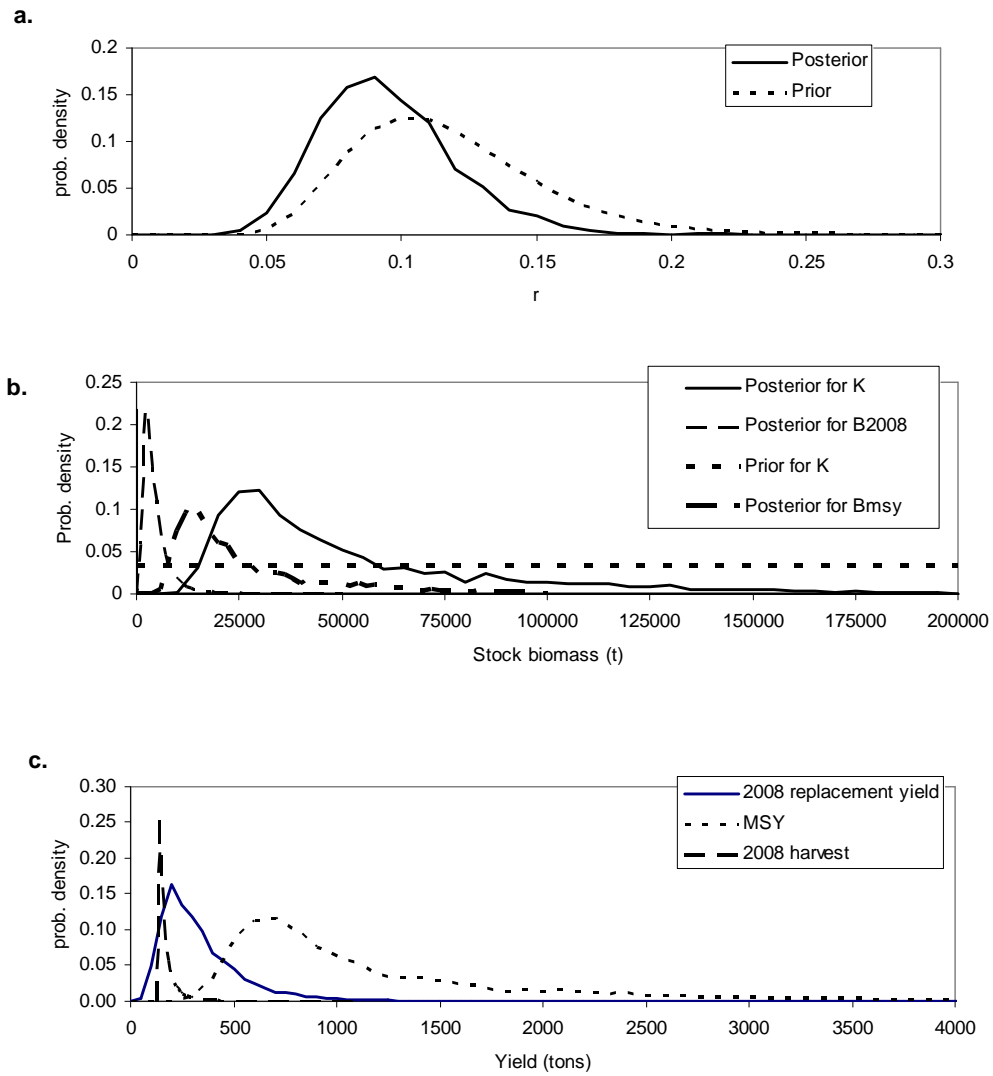 a.
0.2
0.15
0.1
0.05
0
prob. density
Posterior
Prior
0 0.05 0.1 0.15 0.2 0.25 0.3
r
b.
0.25
0.2
0.15
0.1
0.05
0
Prob. density
Posterior for K
Posterior for B2008
Prior for K
Posterior for Bmsy
0 25000 50000 75000 100000 125000 150000 175000 200000
Stock biomass (t)
c.
0.30
0.25
0.20
0.15
0.10
0.05
0.00
prob. density
2008 replacement yield
MSY
2008 harvest
0 500 1000 1500 2000 2500 3000 3500 4000
Yield (tons)